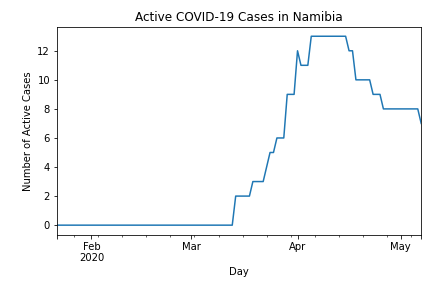 Active COVID-19 Cases in Namibia
Number of Active Cases
12
10
8
6
4
2
0
Feb
2020
Mar
Apr
May
Day